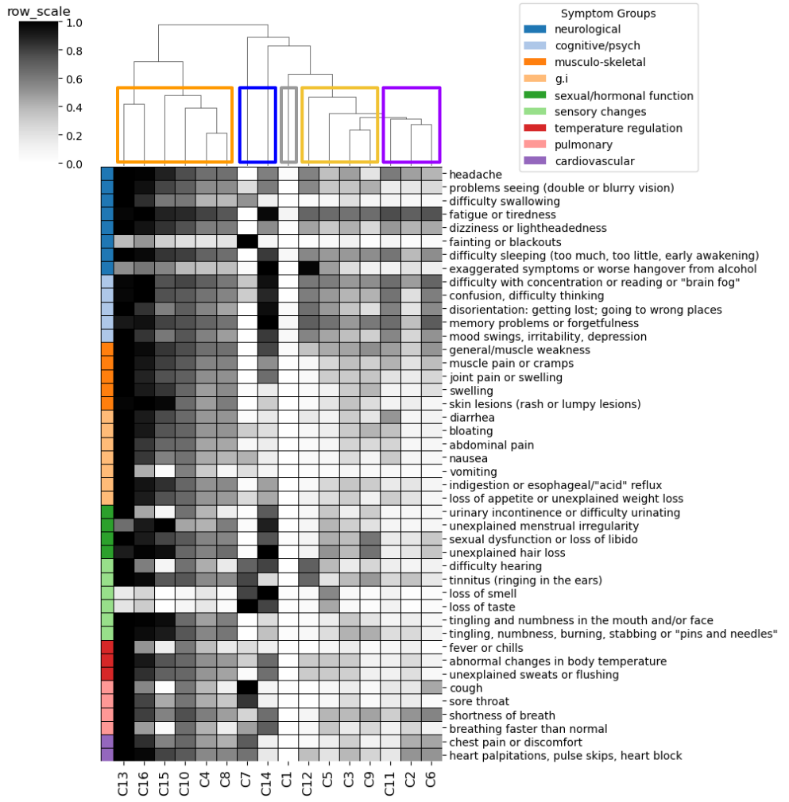 row_scale
1.0
0.8
0.6
0.4
0.2
0.0
Symptom Groups
neurological
cognitive/psych
musculo-skeletal
g.i
sexual/hormonal function
sensory changes
temperature regulation
pulmonary
cardiovascular
headache
problems seeing (double or blurry vision)
difficulty swallowing
fatigue or tiredness
dizziness or lightheadedness
fainting or blackouts
difficulty sleeping (too much, too little, early awakening)
exaggerated symptoms or worse hangover from alcohol
difficulty with concentration or reading or "brain fog"
confusion, difficulty thinking
disorientation: getting lost; going to wrong places
memory problems or forgetfulness
mood swings, irritability, depression
general/muscle weakness
muscle pain or cramps
joint pain or swelling
swelling
skin lesions (rash or lumpy lesions)
diarrhea
bloating
abdominal pain
nausea
vomiting
indigestion or esophageal/"acid" reflux
loss of appetite or unexplained weight loss
urinary incontinence or difficulty urinating
unexplained menstrual irregularity
sexual dysfunction or loss of libido
unexplained hair loss
difficulty hearing
tinnitus (ringing in the ears)
loss of smell
loss of taste
tingling and numbness in the mouth and/or face
tingling, numbness, burning, stabbing or "pins and needles"
fever or chills
abnormal changes in body temperature
unexplained sweats or flushing
cough
sore throat
shortness of breath
breathing faster than normal
chest pain or discomfort
heart palpitations, pulse skips, heart block
C13 C16 C15 C10 C4 C8 C7 C14 C1 C12 C5 C3 C9 C11 C2 C6